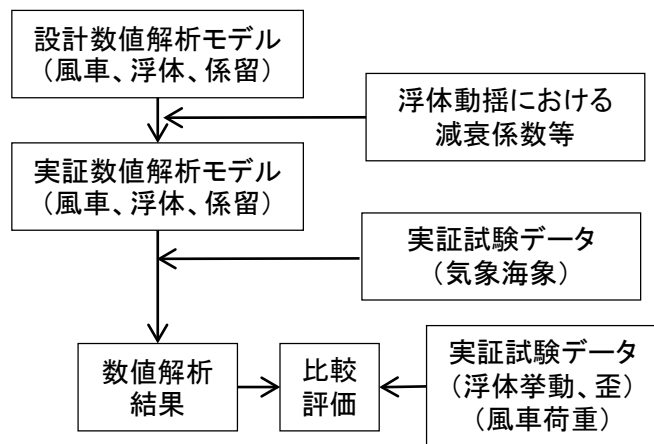 設計数値解析モデル
（風車、浮体、係留）
浮体動揺における
減衰係数等
実証数値解析モデル
（風車、浮体、係留）
実証試験データ
（気象海象）
数値解析
結果
比較
評価
実証試験データ
（浮体挙動、歪）
（風車荷重）